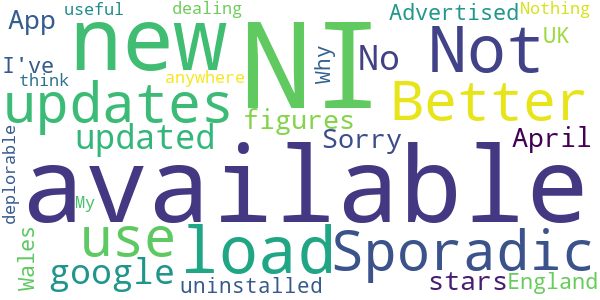 useful dealing Nothing
App new NI Advertised
I've Why No Not UK
think anywhere
updates Better
updated figures Sorry April
deplorable available
My
Wales use load Sporadic
google uninstalled stars England